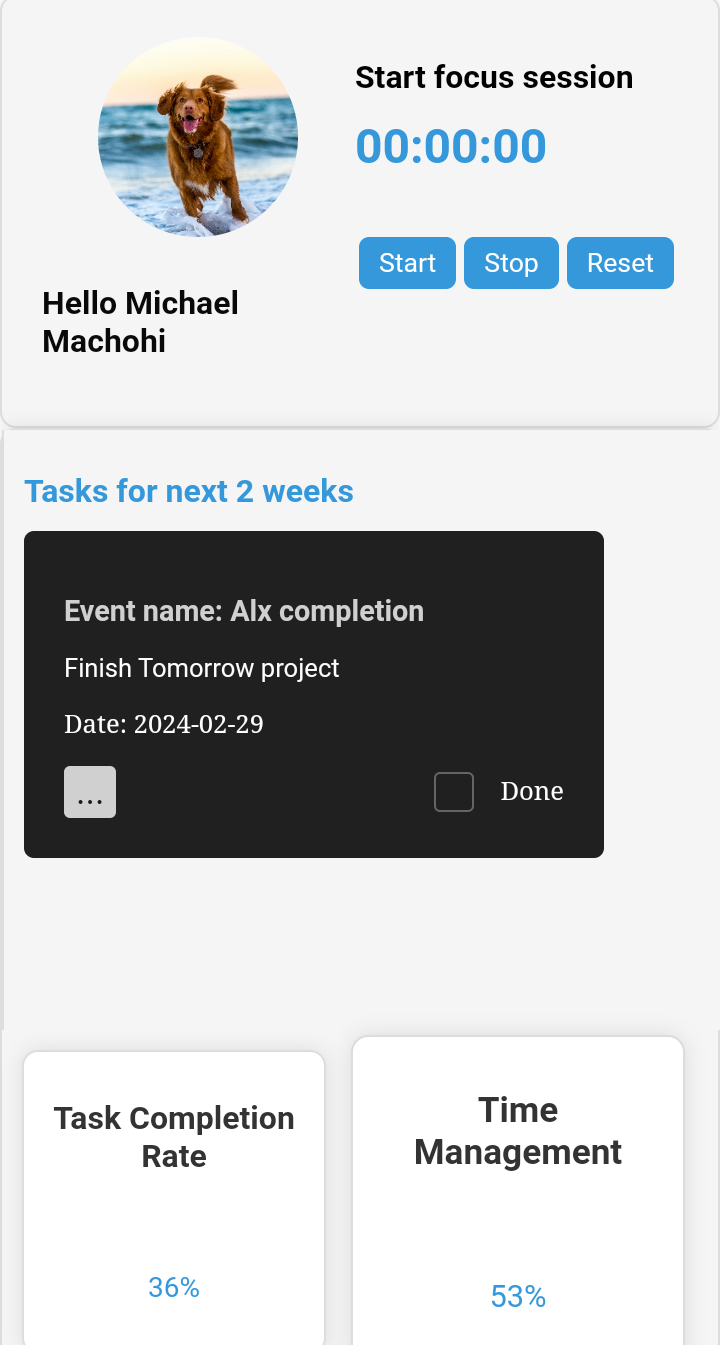 Start focus session
00:00:00
Start Stop Reset
Hello Michael
Machohi
Tasks for next 2 weeks
Event name: Alx completion
Finish Tomorrow project
Date: 2024-02-29
...
Done
Task Completion
Rate
36%
Time
Management
53%